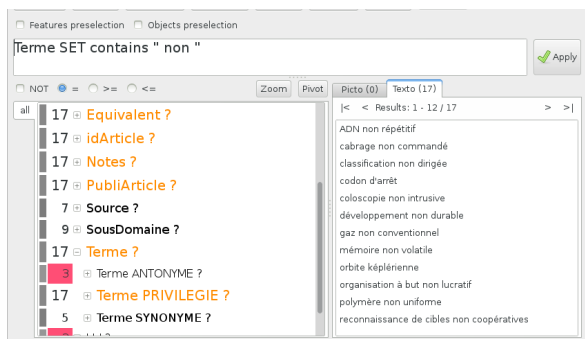 Features preselection Objects preselection
Terme SET contains " non "
Apply
NOT = >= <=
Zoom Pivot
Picto (0) Texto (17)
all
17 Equivalent ?
17 idArticle ?
17 Notes ?
17 PubliArticle ?
7 Source ?
9 SousDomaine ?
17 Terme ?
3 Terme ANTONYME ?
17 Terme PRIVILEGIE ?
5 Terme SYNONYME ?
|< < Results: 1 - 12 / 17 > >|
ADN non répétitif
cabrage non commandé
classification non dirigée
codon d'arrêt
coloscopie non intrusive
développement non durable
gaz non conventionnel
mémoire non volatile
orbite képlérienne
organisation à but non lucratif
polymère non uniforme
reconnaissance de cibles non coopératives